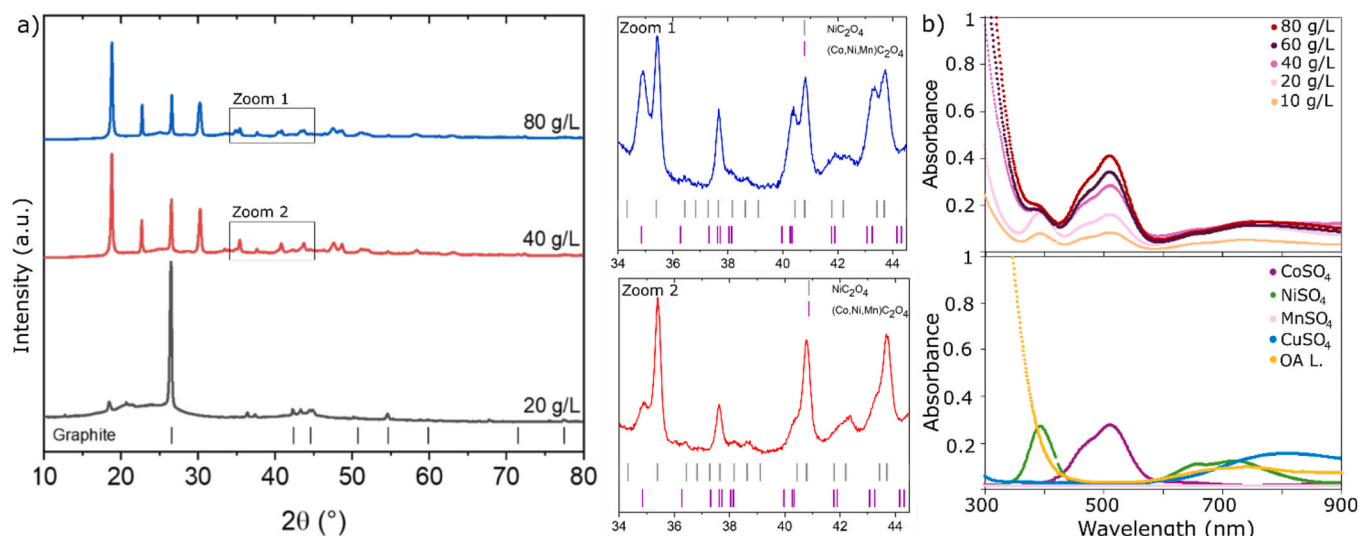 a)
Intensity (a.u.)
Zoom 1
80 g/L
Zoom 2
40 g/L
20 g/L
Graphite
10 20 30 40 50 60 70 80
2θ (°)
Zoom 1
NiC₂O₄
(Co,Ni,Mn)C₂O₄
34 36 38 40 42 44
Zoom 2
NiC₂O₄
(Co,Ni,Mn)C₂O₄
34 36 38 40 42 44
b)
Absorbance
1
0.8
0.6
0.4
0.2
80 g/L
60 g/L
40 g/L
20 g/L
10 g/L
Absorbance
1
0.8
0.6
0.4
0.2
CoSO₄
NiSO₄
MnSO₄
CuSO₄
OA L.
300 500 700 900
Wavelength (nm)